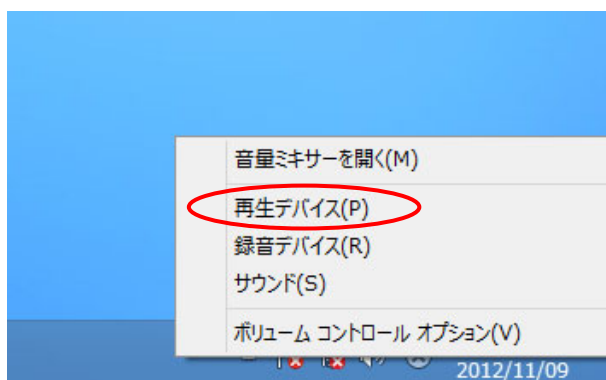 音量ミキサーを開く(M)
再生デバイス(P)
録音デバイス(R)
サウンド(S)
ボリューム コントロール オプション(V)
2012/11/09